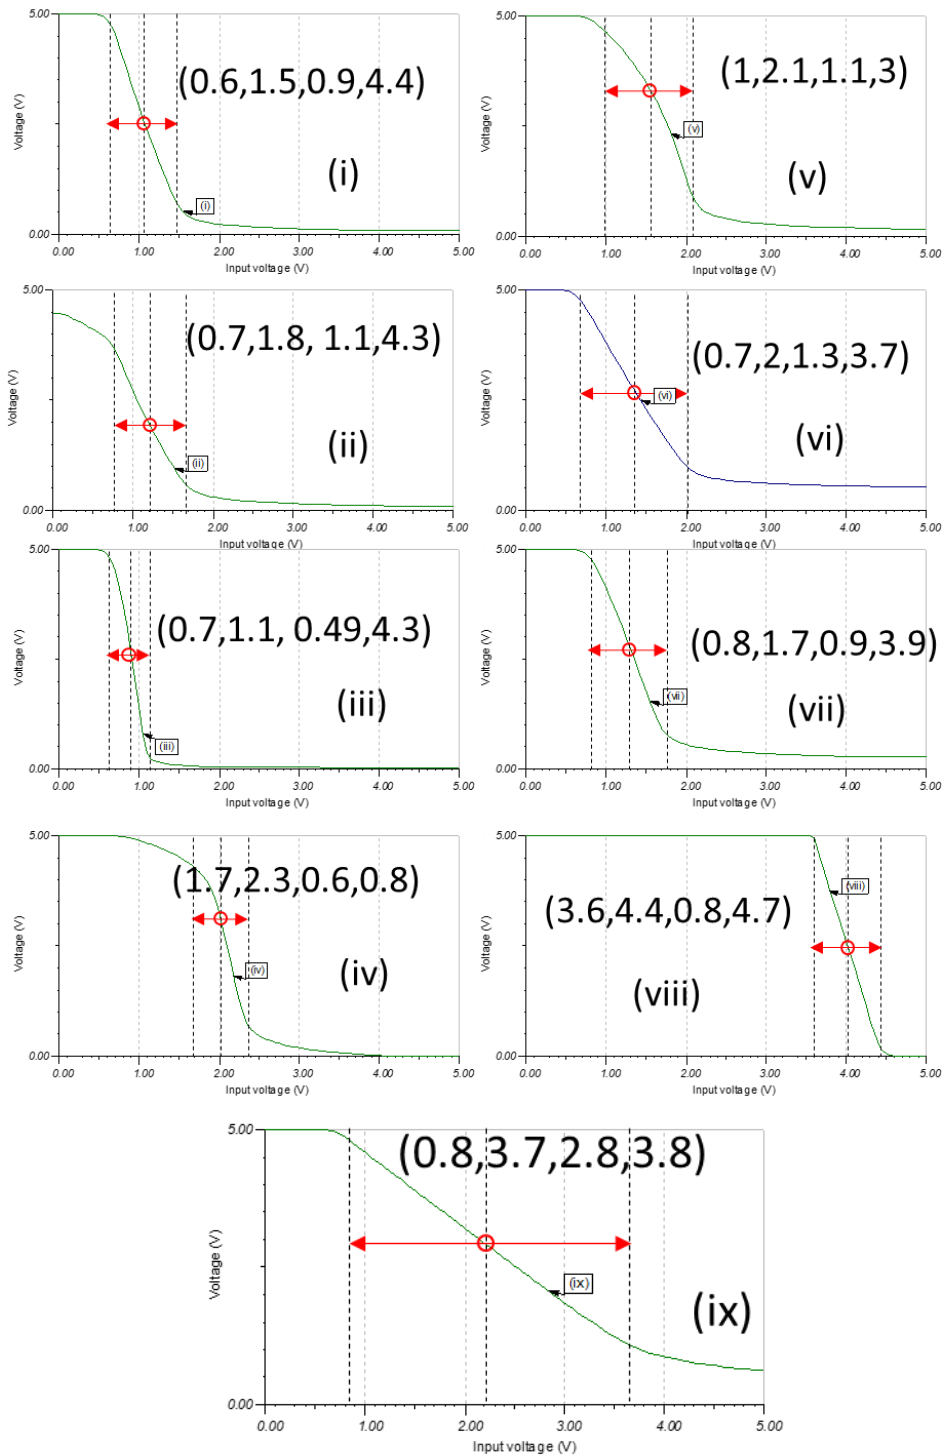 5.00
Voltage (V)
(0.6,1.5,0.9,4.4)
(i)
(i)
0.00
0.00 1.00 2.00 3.00 4.00 5.00
Input voltage (V)
5.00
Voltage (V)
(1,2.1,1.1,3)
(v)
(v)
0.00
0.00 1.00 2.00 3.00 4.00 5.00
Input voltage (V)
5.00
Voltage (V)
(0.7,1.8, 1.1,4.3)
(ii)
(ii)
0.00
0.00 1.00 2.00 3.00 4.00 5.00
Input voltage (V)
5.00
Voltage (V)
(0.7,2,1.3,3.7)
(vi)
(vi)
0.00
0.00 1.00 2.00 3.00 4.00 5.00
Input voltage (V)
5.00
Voltage (V)
(0.7,1.1, 0.49,4.3)
(iii)
(iii)
0.00
0.00 1.00 2.00 3.00 4.00 5.00
Input voltage (V)
5.00
Voltage (V)
(0.8,1.7,0.9,3.9)
(vii)
(vii)
0.00
0.00 1.00 2.00 3.00 4.00 5.00
Input voltage (V)
5.00
Voltage (V)
(1.7,2.3,0.6,0.8)
(iv)
(iv)
0.00
0.00 1.00 2.00 3.00 4.00 5.00
Input voltage (V)
5.00
Voltage (V)
(viii)
(3.6,4.4,0.8,4.7)
(viii)
0.00
0.00 1.00 2.00 3.00 4.00 5.00
Input voltage (V)
5.00
Voltage (V)
(0.8,3.7,2.8,3.8)
(ix)
(ix)
0.00
0.00 1.00 2.00 3.00 4.00 5.00
Input voltage (V)